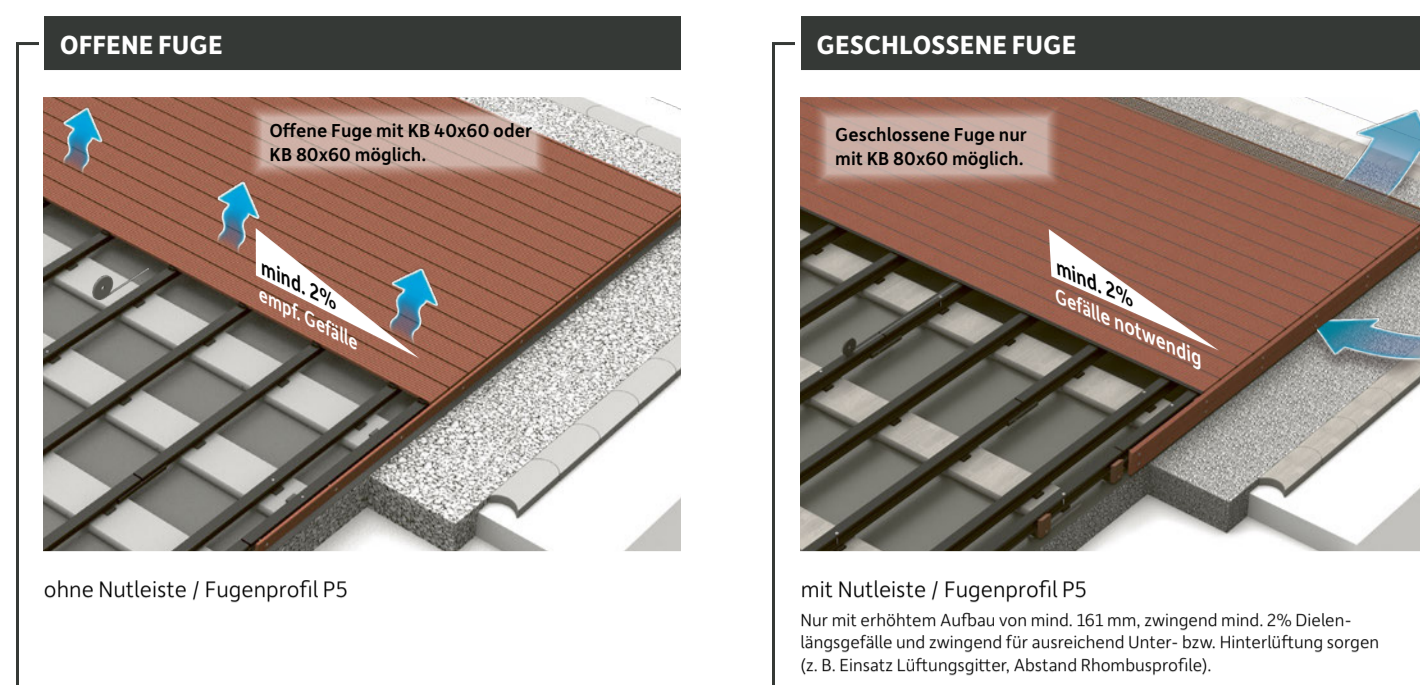 OFFENE FUGE
Offene Fuge mit KB 40x60 oder
KB 80x60 möglich.
mind. 2%
empf. Gefälle
ohne Nutleiste / Fugenprofil P5
GESCHLOSSENE FUGE
Geschlossene Fuge nur
mit KB 80x60 möglich.
mind. 2%
Gefälle notwendig
mit Nutleiste / Fugenprofil P5
Nur mit erhöhtem Aufbau von mind. 161 mm, zwingend mind. 2% Dielen-
längsgefälle und zwingend für ausreichend Unter- bzw. Hinterlüftung sorgen
(z. B. Einsatz Lüftungsgitter, Abstand Rhombusprofile).